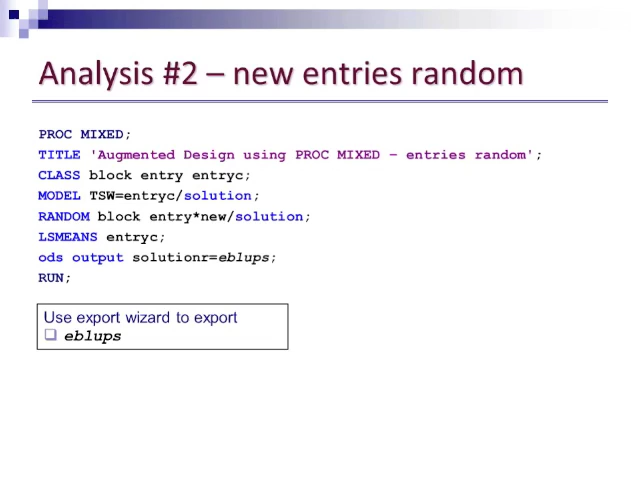 Analysis #2 – new entries random
PROC MIXED;
TITLE 'Augmented Design using PROC MIXED – entries random';
CLASS block entry entryc;
MODEL TSW=entryc/solution;
RANDOM block entry*new/solution;
LSMEANS entryc;
ods output solutionr=eblups;
RUN;
Use export wizard to export
❑ eblups